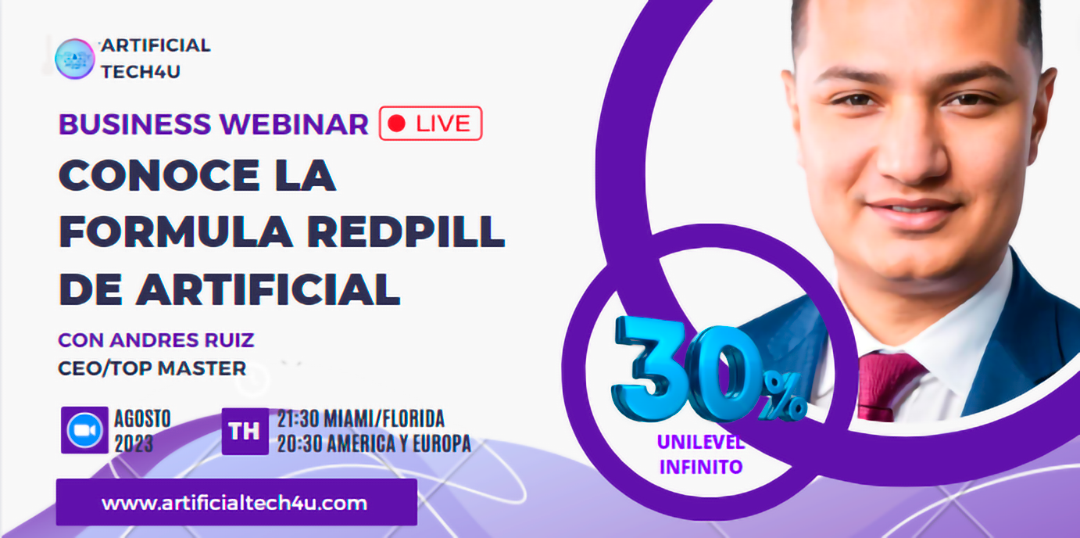 ARTIFICIAL
TECH4U
BUSINESS WEBINAR LIVE
CONOCE LA
FORMULA REDPILL
DE ARTIFICIAL
CON ANDRES RUIZ
CEO/TOP MASTER
AGOSTO
2023
TH
21:30 MIAMI/FLORIDA
20:30 AMERICA Y EUROPA
www.artificialtech4u.com
30%
UNILEVEL
INFINITO